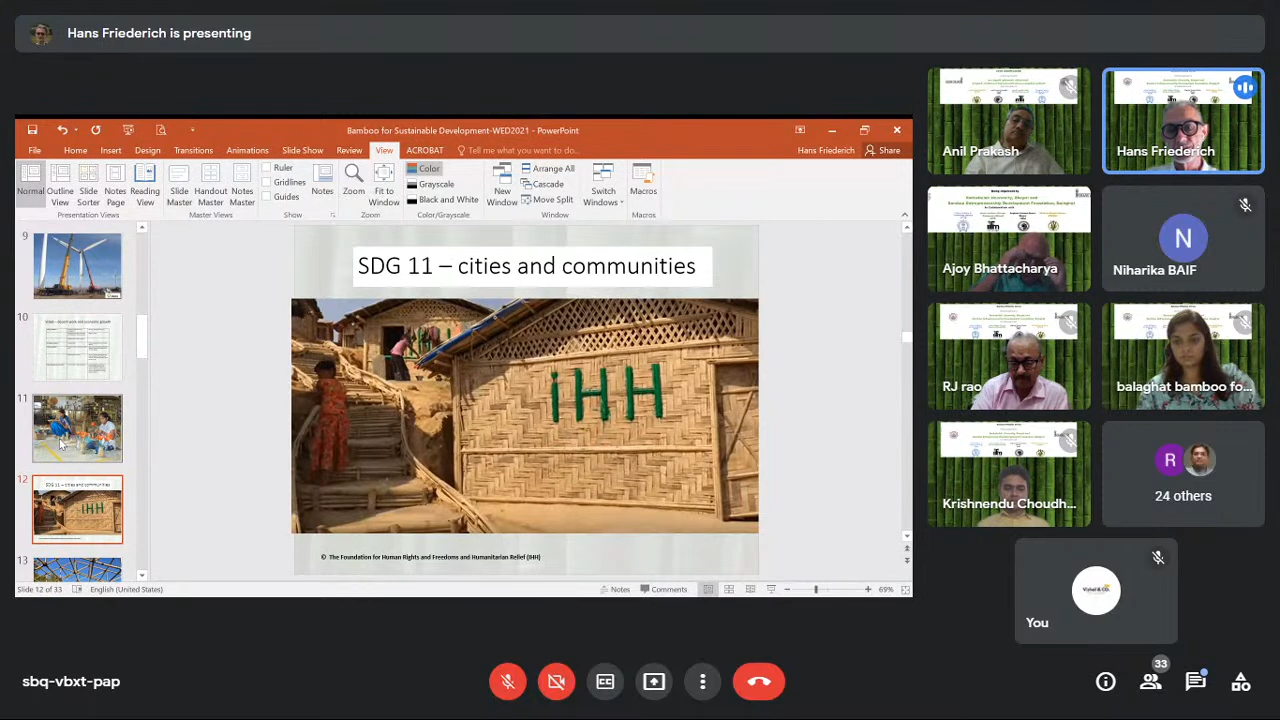 Hans Friederich is presenting
Bamboo for Sustainable Development-WED2021 - PowerPoint
File Home Insert Design Transitions Animations Slide Show Review View ACROBAT Tell me what you want to do...
Hans Friederich Share
Normal Outline View Slide Sorter Notes Page Reading View
Presentation Views
Slide Master Handout Master Notes Master
Master Views
Ruler
Gridlines
Guides
Show
Notes
Zoom Fit to Window
Zoom
Color
Grayscale
Black and White
Color/Grayscale
New Window
Arrange All
Cascade
Move Split
Switch Windows
Window
Macros
Macros
9
10
11
12
SDG 11 – cities and communities
IHH
13
SDG 11 – cities and communities
iHH
© The Foundation for Human Rights and Freedoms and Humanitarian Relief (IHH)
Slide 12 of 33 English (United States)
Notes Comments 69%
Anil Prakash
Hans Friederich
Ajoy Bhattacharya
N
Niharika BAIF
RJ rao
balaghat bamboo fo...
Krishnendu Choudh...
R
24 others
You
sbq-vbxt-pap
CC
33